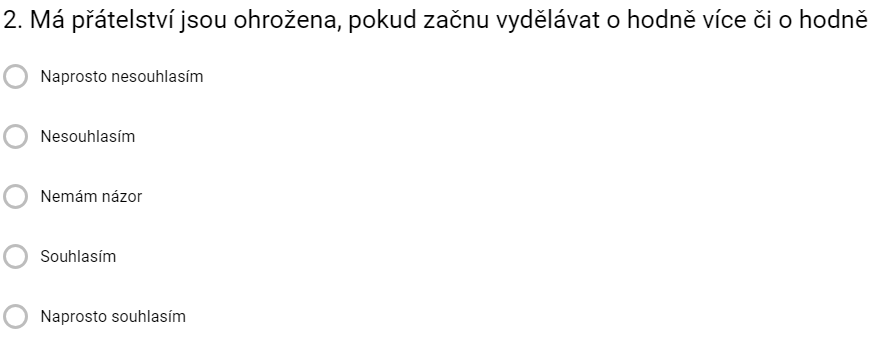 2. Má přátelství jsou ohrožena, pokud začnu vydělávat o hodně více či o hodně
Naprosto nesouhlasím
Nesouhlasím
Nemám názor
Souhlasím
Naprosto souhlasím